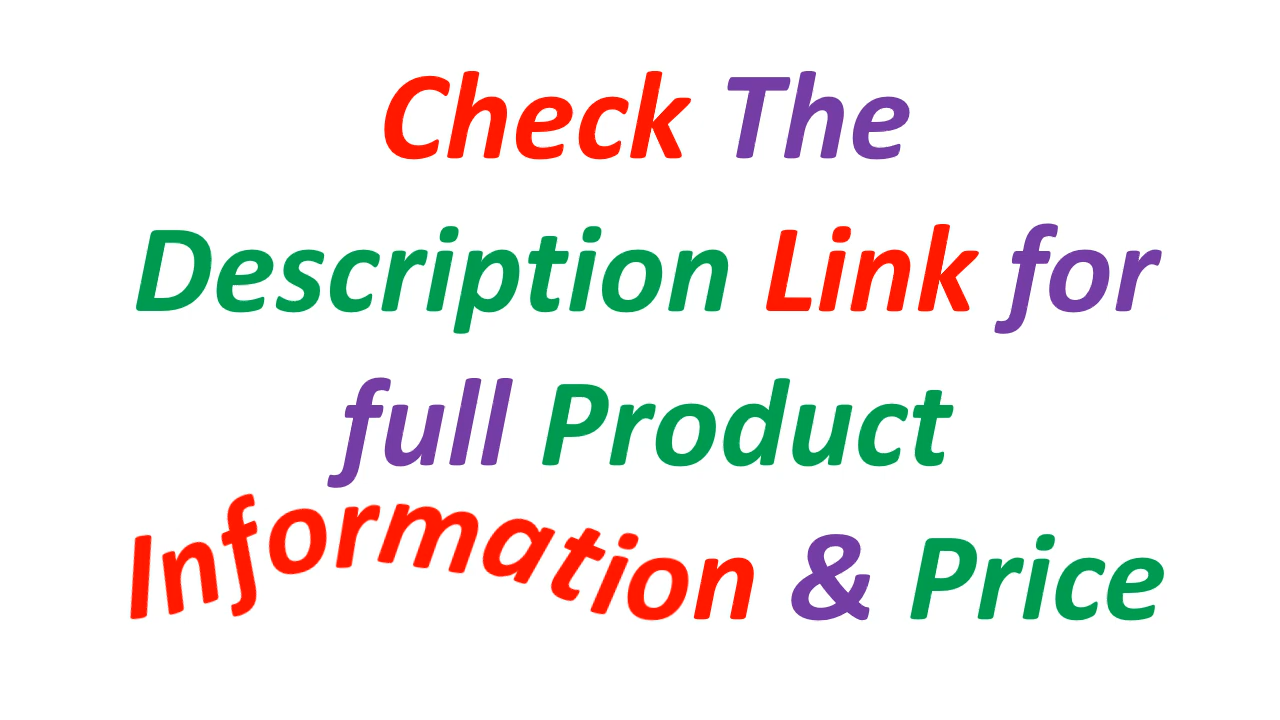 Check The
Description Link for
full Product
Information & Price